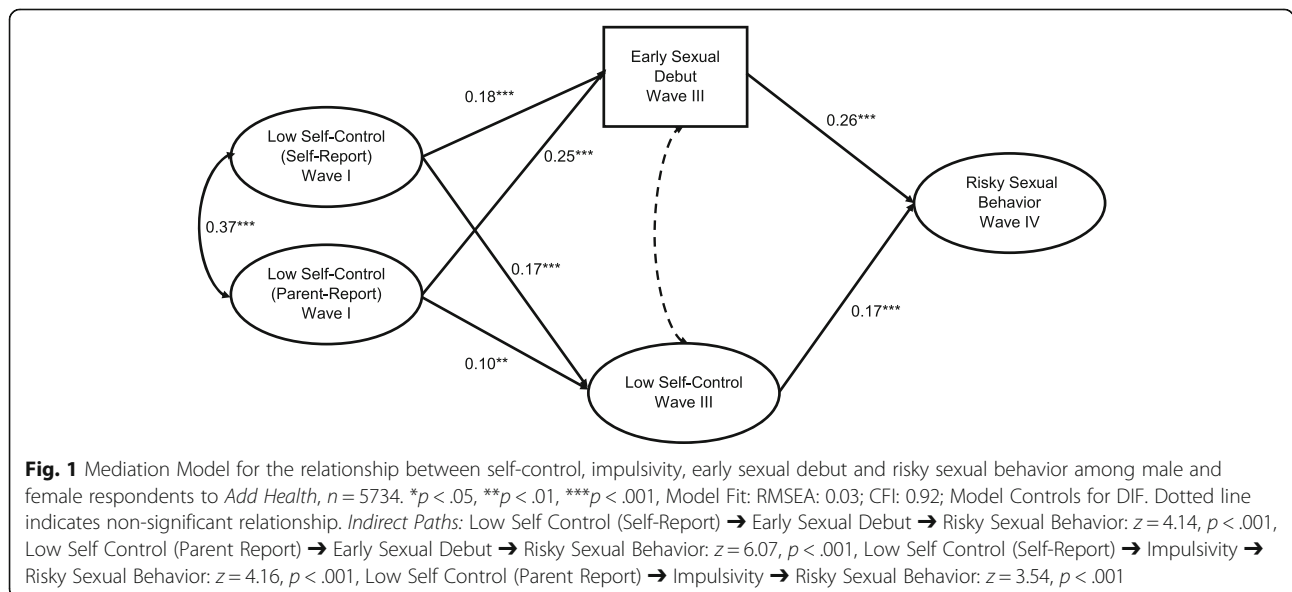 Early Sexual
Debut
Wave III
0.18***
0.26***
Low Self-Control
(Self-Report)
Wave I
0.25***
Risky Sexual
Behavior
Wave IV
0.37***
Low Self-Control
(Parent-Report)
Wave I
0.17***
0.17***
0.10**
Low Self-Control
Wave III
Fig. 1 Mediation Model for the relationship between self-control, impulsivity, early sexual debut and risky sexual behavior among male and
female respondents to Add Health, n = 5734. *p < .05, **p < .01, ***p < .001, Model Fit: RMSEA: 0.03; CFI: 0.92; Model Controls for DIF. Dotted line
indicates non-significant relationship. Indirect Paths: Low Self Control (Self-Report) ➔ Early Sexual Debut ➔ Risky Sexual Behavior: z = 4.14, p < .001,
Low Self Control (Parent Report) ➔ Early Sexual Debut ➔ Risky Sexual Behavior: z = 6.07, p < .001, Low Self Control (Self-Report) ➔ Impulsivity ➔
Risky Sexual Behavior: z = 4.16, p < .001, Low Self Control (Parent Report) ➔ Impulsivity ➔ Risky Sexual Behavior: z = 3.54, p < .001